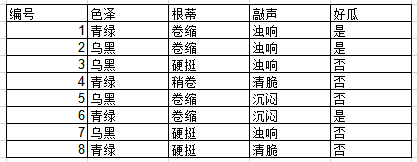 编号 色泽 根蒂 敲声 好瓜
1 青绿 卷缩 浊响 是
2 乌黑 卷缩 浊响 是
3 乌黑 硬挺 浊响 否
4 青绿 稍卷 清脆 否
5 乌黑 卷缩 沉闷 否
6 青绿 卷缩 沉闷 是
7 乌黑 硬挺 浊响 否
8 青绿 硬挺 清脆 否